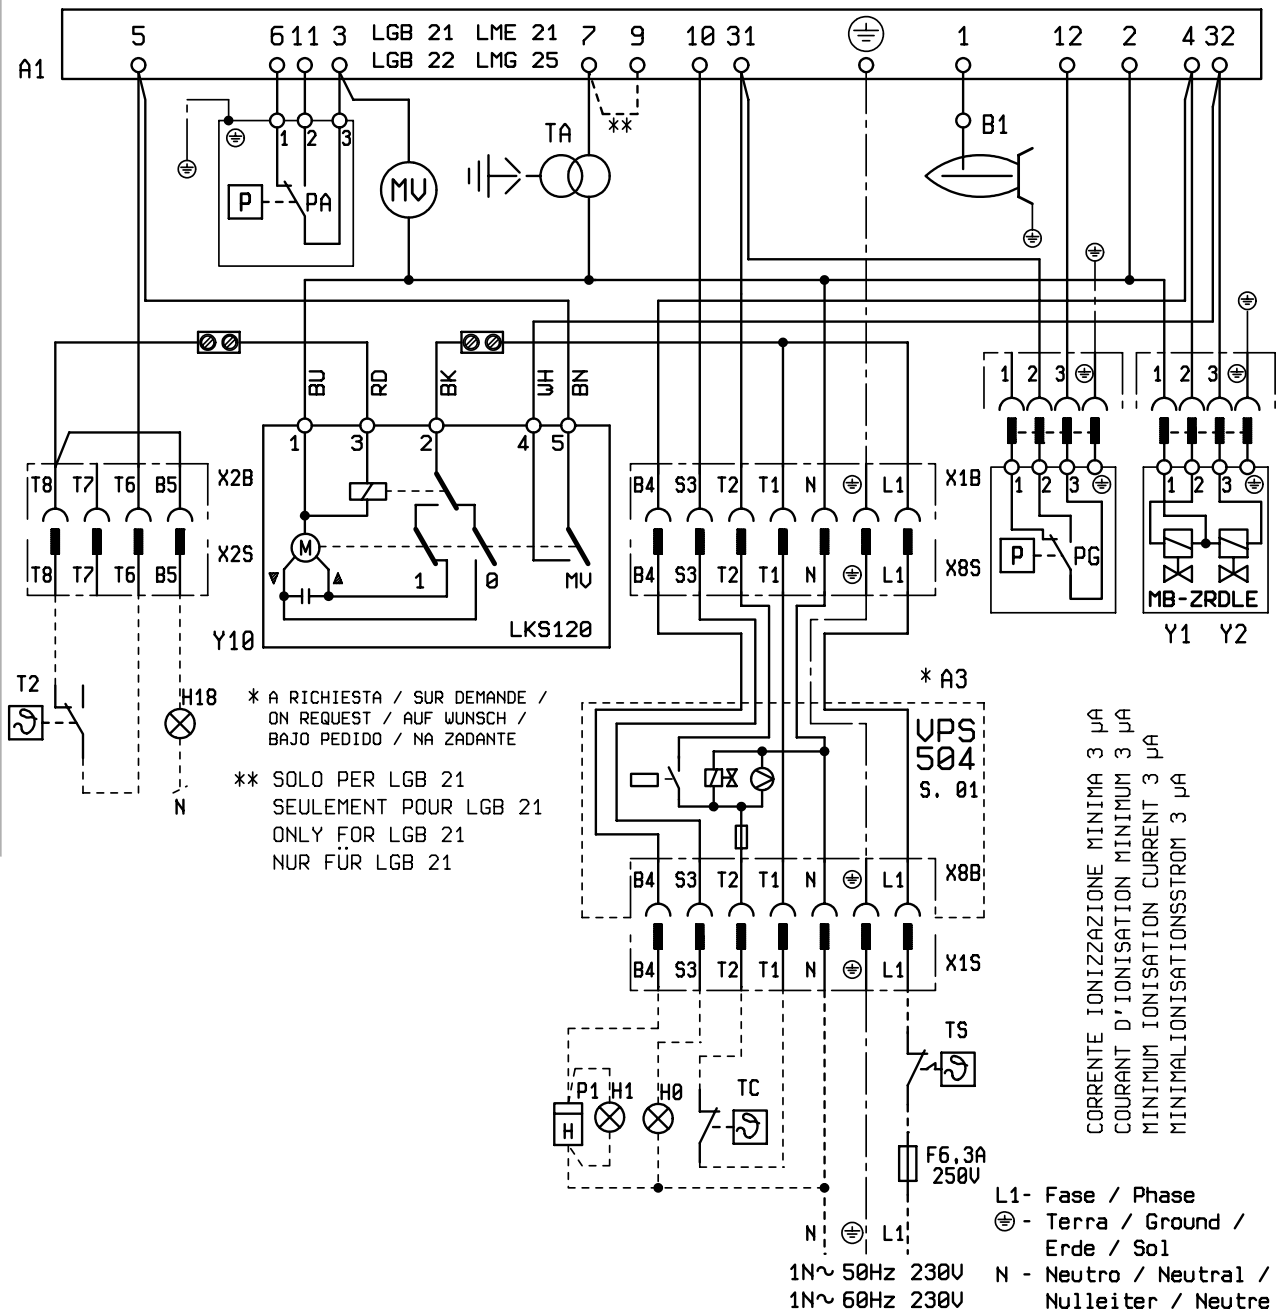 5 6 11 3 LGB 21 LME 21 7 9 10 31 1 12 2 4 32
LGB 22 LMG 25
A1
**
TA
B1
1 2 3
MV
P PA
BU RD BK WH BN
1 2 3
1 2 3
1 3 2 4 5
T8 T7 T6 B5 X2B
B4 S3 T2 T1 N L1 X1B
1 2 3
1 2 3
M
X2S
T8 T7 T6 B5
1 0 MV
B4 S3 T2 T1 N L1 X8S
P PG
MB-ZRDLE
Y10
LKS120
Y1 Y2
T2
H18
N
* A RICHIESTA / SUR DEMANDE /
ON REQUEST / AUF WUNSCH /
BAJO PEDIDO / NA ZADANTE
** SOLO PER LGB 21
SEULEMENT POUR LGB 21
ONLY FOR LGB 21
NUR FÜR LGB 21
* A3
VPS
504
S. 01
B4 S3 T2 T1 N L1 X8B
B4 S3 T2 T1 N L1 X1S
CORRENTE IONIZZAZIONE MINIMA 3 µA
COURANT D'IONISATION MINIMUM 3 µA
MINIMUM IONISATION CURRENT 3 µA
MINIMALIONISATIONSSTROM 3 µA
TS
P1 H1 H0 TC
H
F6,3A
250V
N L1
1N~ 50Hz 230V
1N~ 60Hz 230V
L1- Fase / Phase
- Terra / Ground /
Erde / Sol
N - Neutro / Neutral /
Nulleiter / Neutre